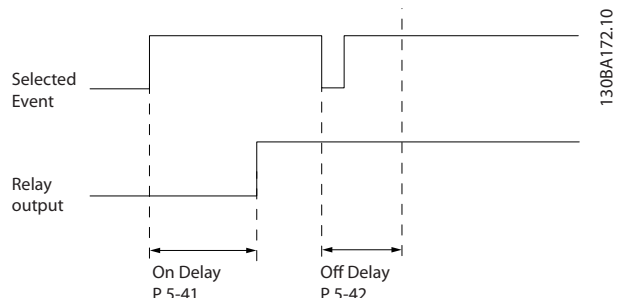 130BA172.10
Selected
Event
Relay
output
On Delay
P 5-41
Off Delay
P 5-42